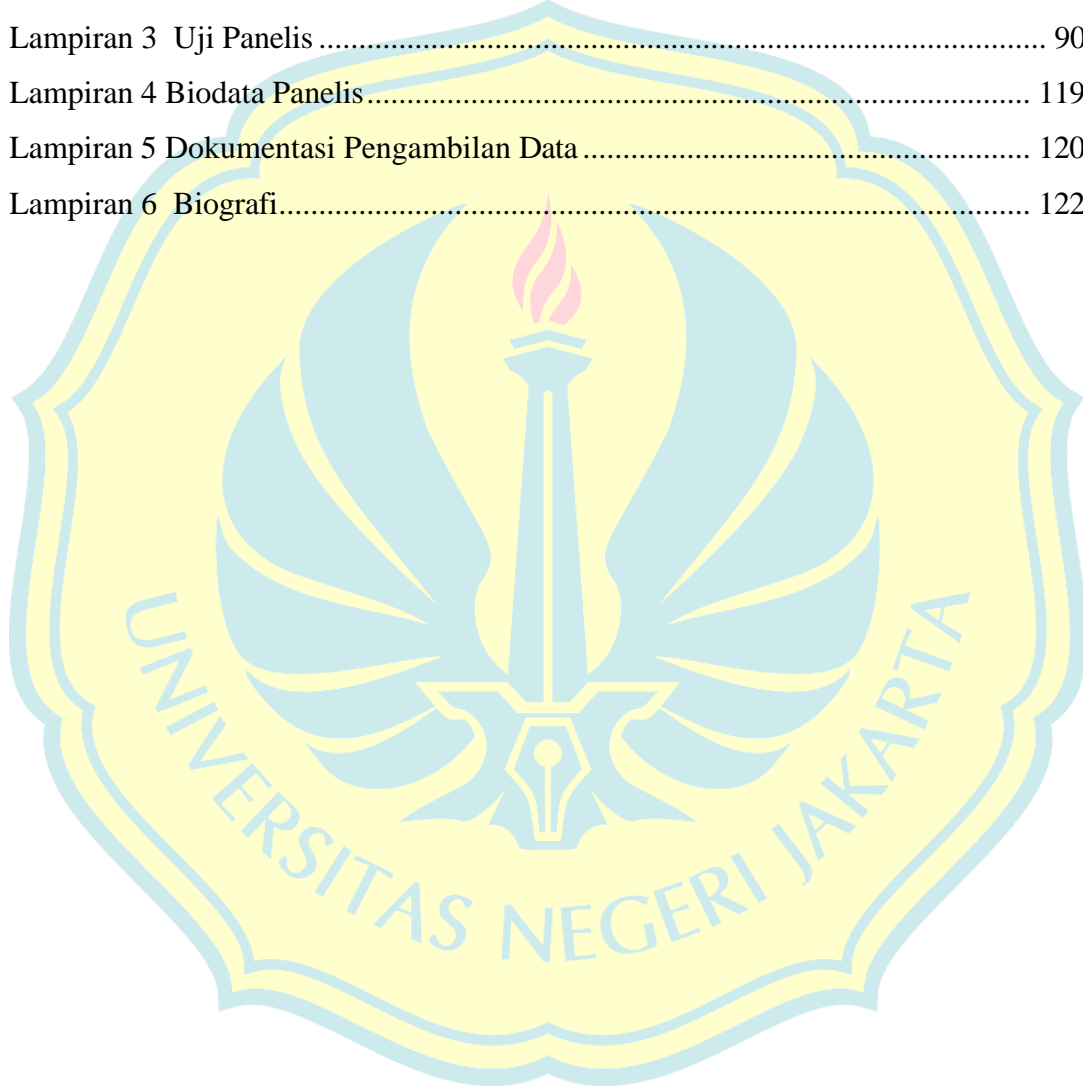 Lampiran 3  Uji Panelis ........................................................................................... 90
Lampiran 4 Biodata Panelis................................................................................... 119
Lampiran 5 Dokumentasi Pengambilan Data ........................................................ 120
Lampiran 6  Biografi.............................................................................................. 122
UNIVERSITAS NEGERI JAKARTA